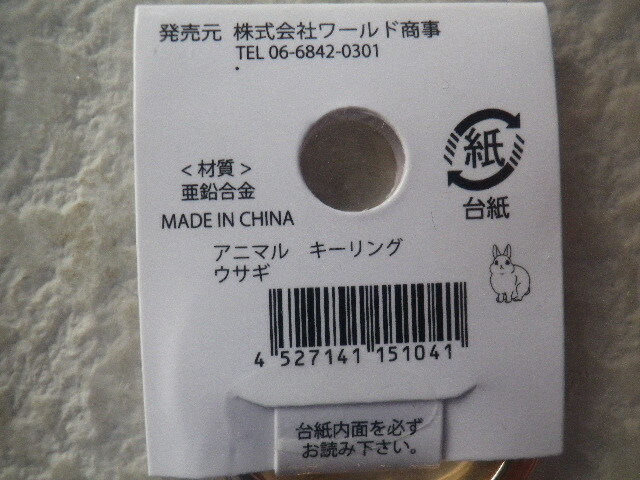 発売元 株式会社ワールド商事
TEL 06-6842-0301
<材質>
亜鉛合金
MADE IN CHINA
紙
台紙
アニマル キーリング
ウサギ
4 527141 151041
台紙内面を必ず
お読み下さい。